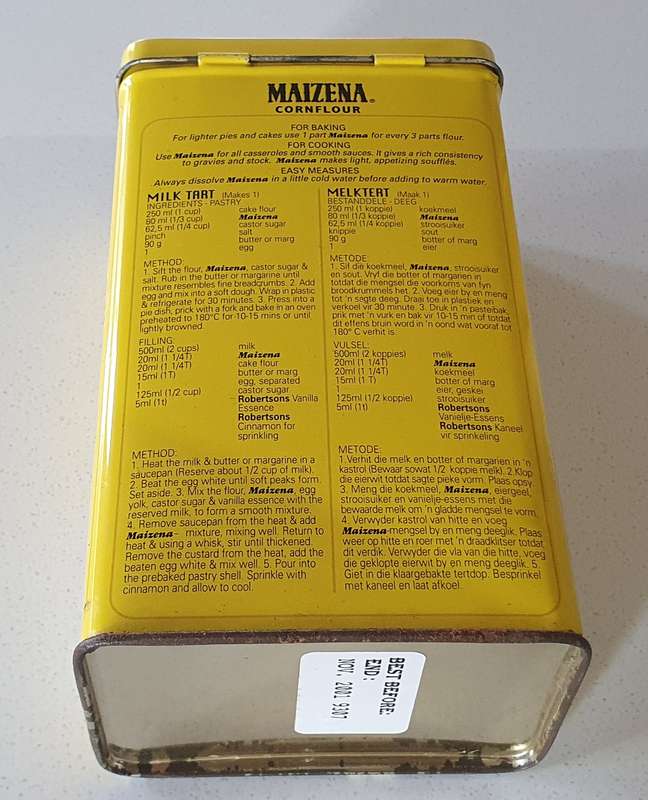 MAIZENA®
CORNFLOUR
FOR BAKING
For lighter pies and cakes use 1 part Maizena for every 3 parts flour.
FOR COOKING
Use Maizena for all casseroles and smooth sauces. It gives a rich consistency
to gravies and stock. Maizena makes light, appetizing soufflés.
EASY MEASURES
Always dissolve Maizena in a little cold water before adding to warm water.
MILK TART (Makes 1)
INGREDIENTS - PASTRY
250 ml (1 cup) cake flour
80 ml (1/3 cup) Maizena
62,5 ml (1/4 cup) castor sugar
pinch salt
90 g butter or marg
1 egg
METHOD:
1. Sift the flour, Maizena, castor sugar &
salt. Rub in the butter or margarine until
mixture resembles fine breadcrumbs. 2. Add
egg and mix into a soft dough. Wrap in plastic
& refrigerate for 30 minutes. 3. Press into a
pie dish, prick with a fork and bake in an oven
preheated to 180°C for 10-15 mins or until
lightly browned.
FILLING:
500ml (2 cups) milk
20ml (1 1/4T) Maizena
20ml (1 1/4T) cake flour
15ml (1T) butter or marg
1 egg, separated
125ml (1/2 cup) castor sugar
5ml (1t) Robertsons Vanilla
Essence
Robertsons
Cinnamon for
sprinkling
METHOD:
1. Heat the milk & butter or margarine in a
saucepan (Reserve about 1/2 cup of milk).
2. Beat the egg white until soft peaks form.
Set aside. 3. Mix the flour, Maizena, egg
yolk, castor sugar & vanilla essence with the
reserved milk, to form a smooth mixture.
4. Remove saucepan from the heat & add
Maizena- mixture, mixing well. Return to
heat & using a whisk, stir until thickened.
Remove the custard from the heat, add the
beaten egg white & mix well. 5. Pour into
the prebaked pastry shell. Sprinkle with
cinnamon and allow to cool.
MELKTERT (Maak 1)
BESTANDDELE - DEEG
250 ml (1 koppie) koekmeel
80 ml (1/3 koppie) Maizena
62,5 ml (1/4 koppie) strooisuiker
knippie sout
90 g botter of marg
1 eier
METODE:
1. Sif die koekmeel, Maizena, strooisuiker
en sout. Vryf die botter of margarien in
totdat die mengsel die voorkoms van fyn
broodkrummels het. 2. Voeg eier by en meng
tot 'n segte deeg. Draai toe in plastiek en
verkoel vir 30 minute. 3. Druk in 'n pasteibak,
prik met 'n vurk en bak vir 10-15 min of totdat
dit effens bruin word in 'n oond wat vooraf tot
180° C verhit is.
VULSEL:
500ml (2 koppies) melk
20ml (1 1/4T) Maizena
20ml (1 1/4T) koekmeel
15ml (1 T) botter of marg
1 eier, geskei
125ml (1/2 koppie) strooisuiker
5ml (1t) Robertsons
Vanielje-Essens
Robertsons Kaneel
vir sprinkeling
METODE:
1.Verhit die melk en botter of margarien in 'n
kastrol (Bewaar sowat 1/2 koppie melk). 2.Klop
die eierwit totdat sagte pieke vorm. Plaas opsy.
3. Meng die koekmeel, Maizena, eiergeel,
strooisuiker en vanielje-essens met die
bewaarde melk om 'n gladde mengsel te vorm.
4. Verwyder kastrol van hitte en voeg
Maizena-mengsel by en meng deeglik. Plaas
weer op hitte en roer met 'n draadklitser totdat
dit verdik. Verwyder die vla van die hitte, voeg
die geklopte eierwit by en meng deeglik. 5.
Giet in die klaargebakte tertdop. Besprinkel
met kaneel en laat afkoel.
BEST BEFORE:
END:
NOV. 2001 9307